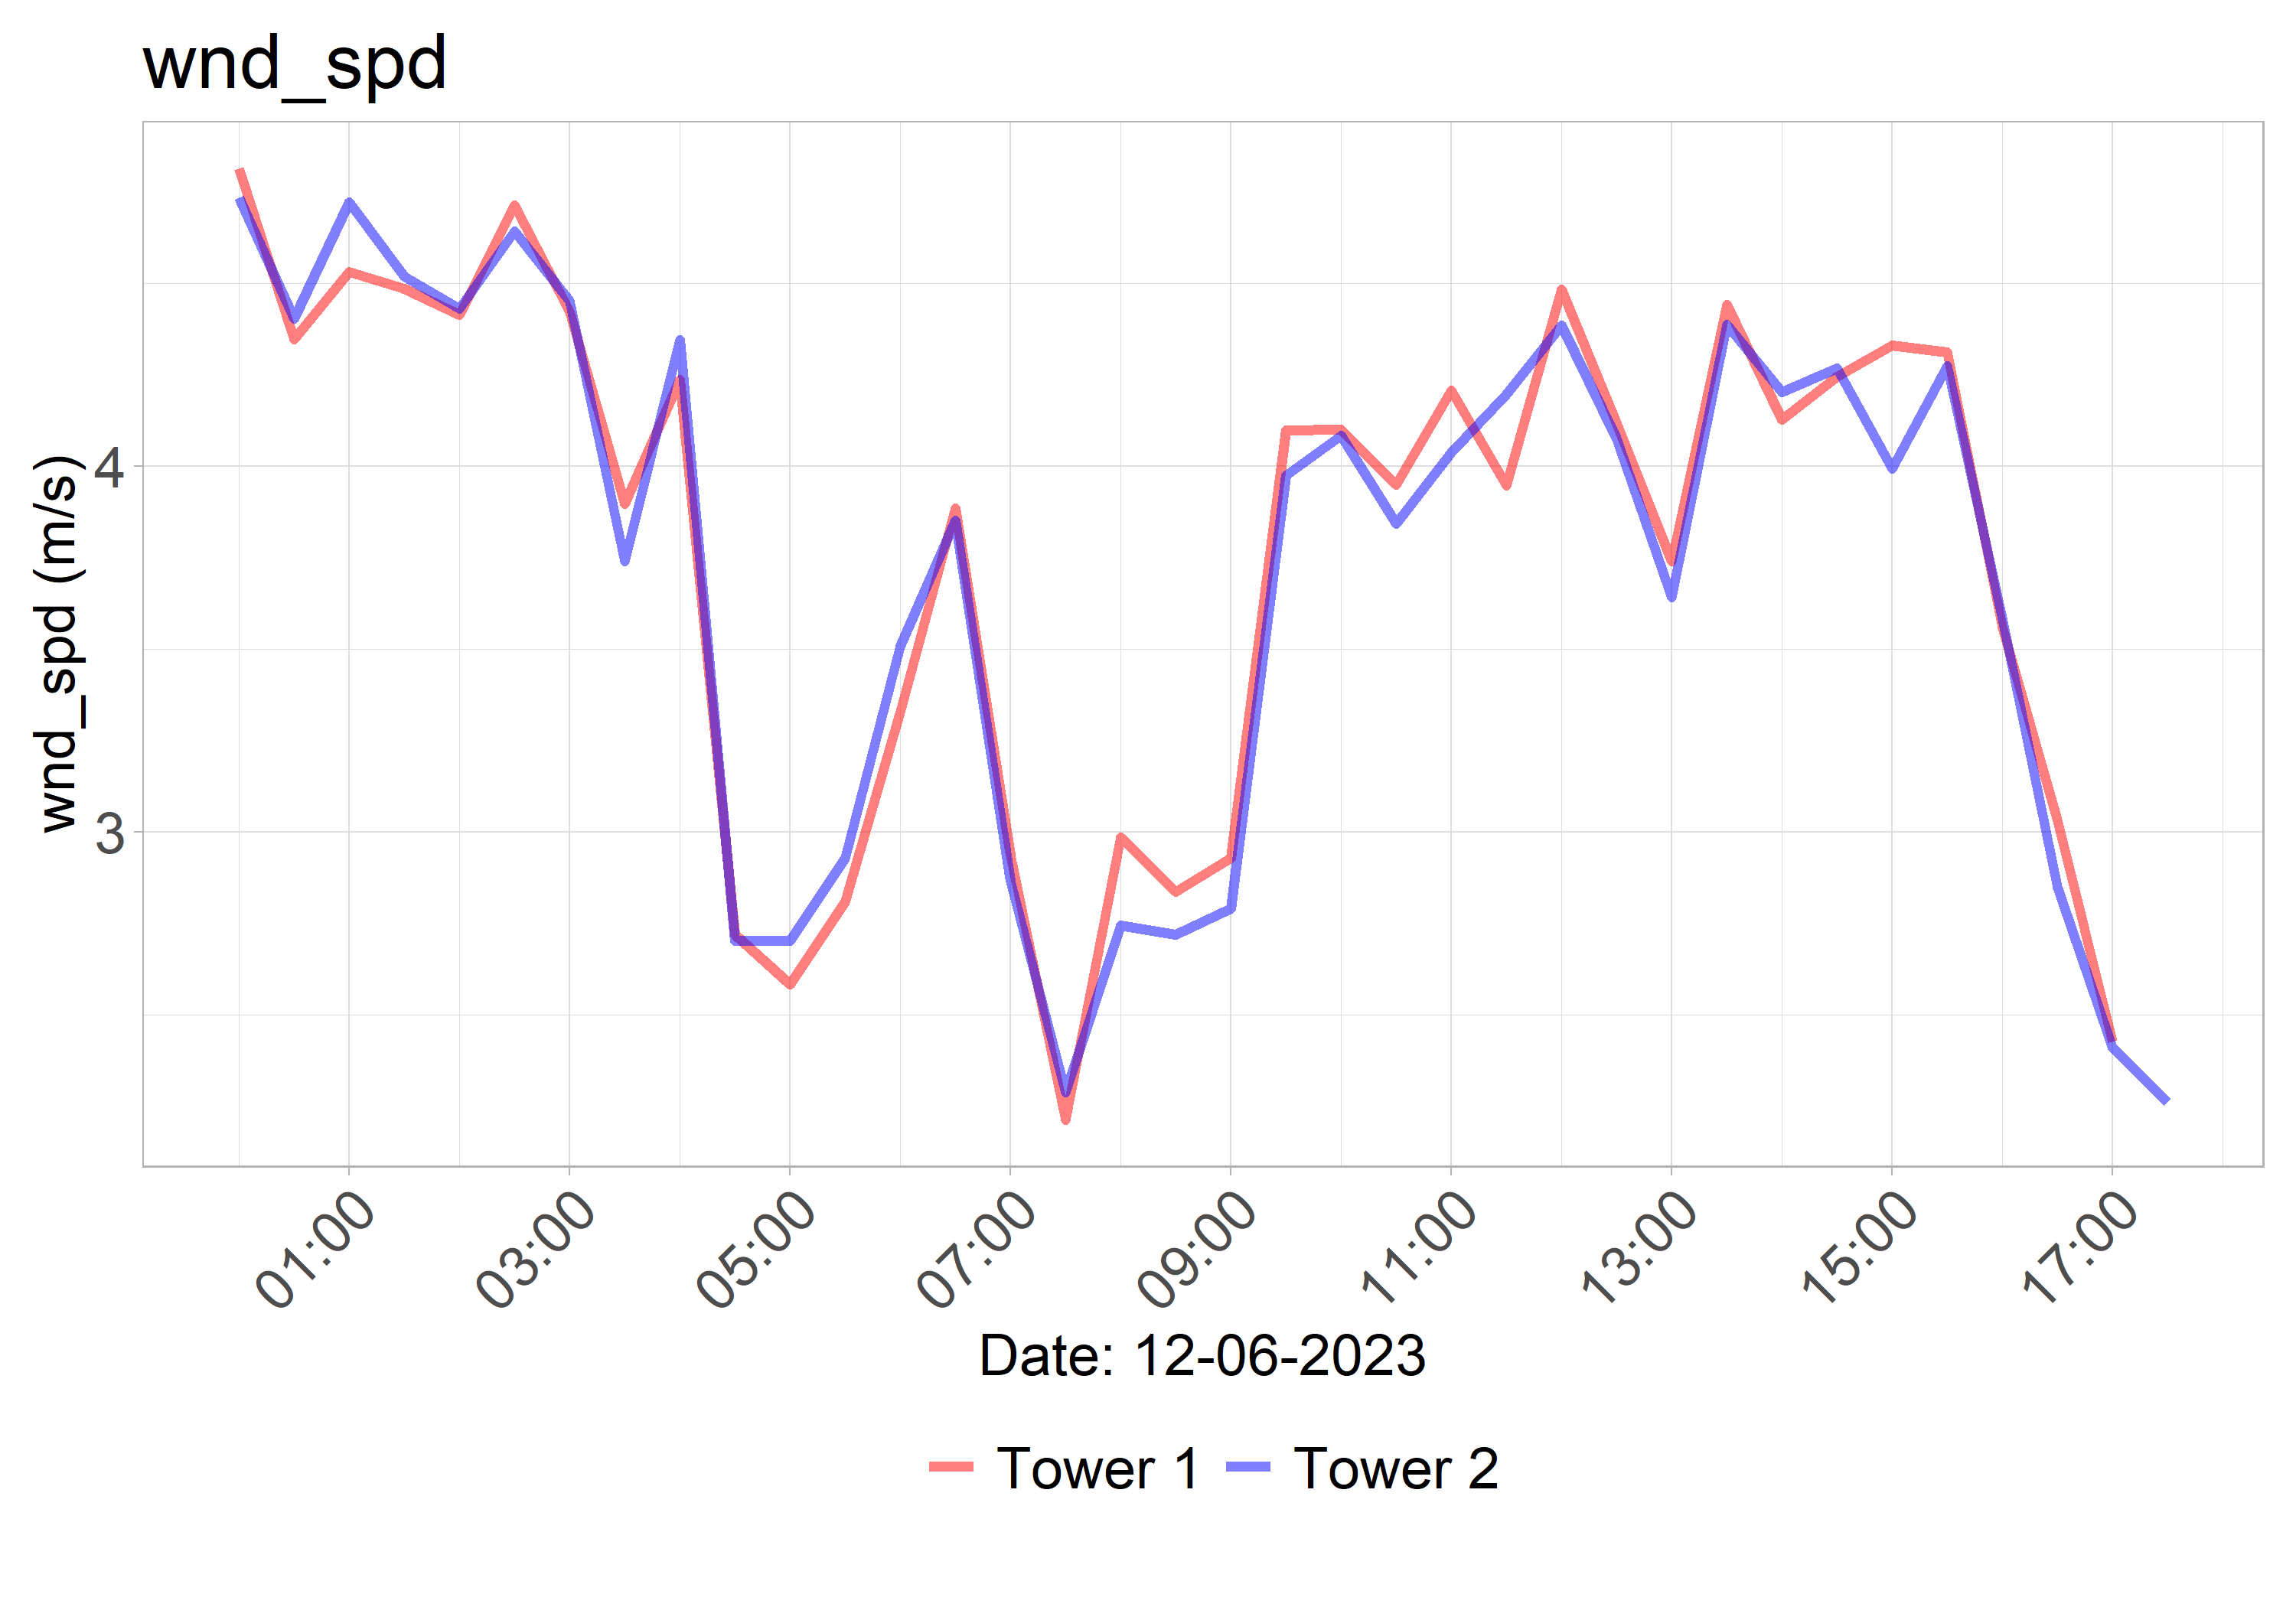 wnd_spd
wnd_spd (m/s)
4
3
01:00 03:00 05:00 07:00 09:00 11:00 13:00 15:00 17:00
Date: 12-06-2023
Tower 1 Tower 2